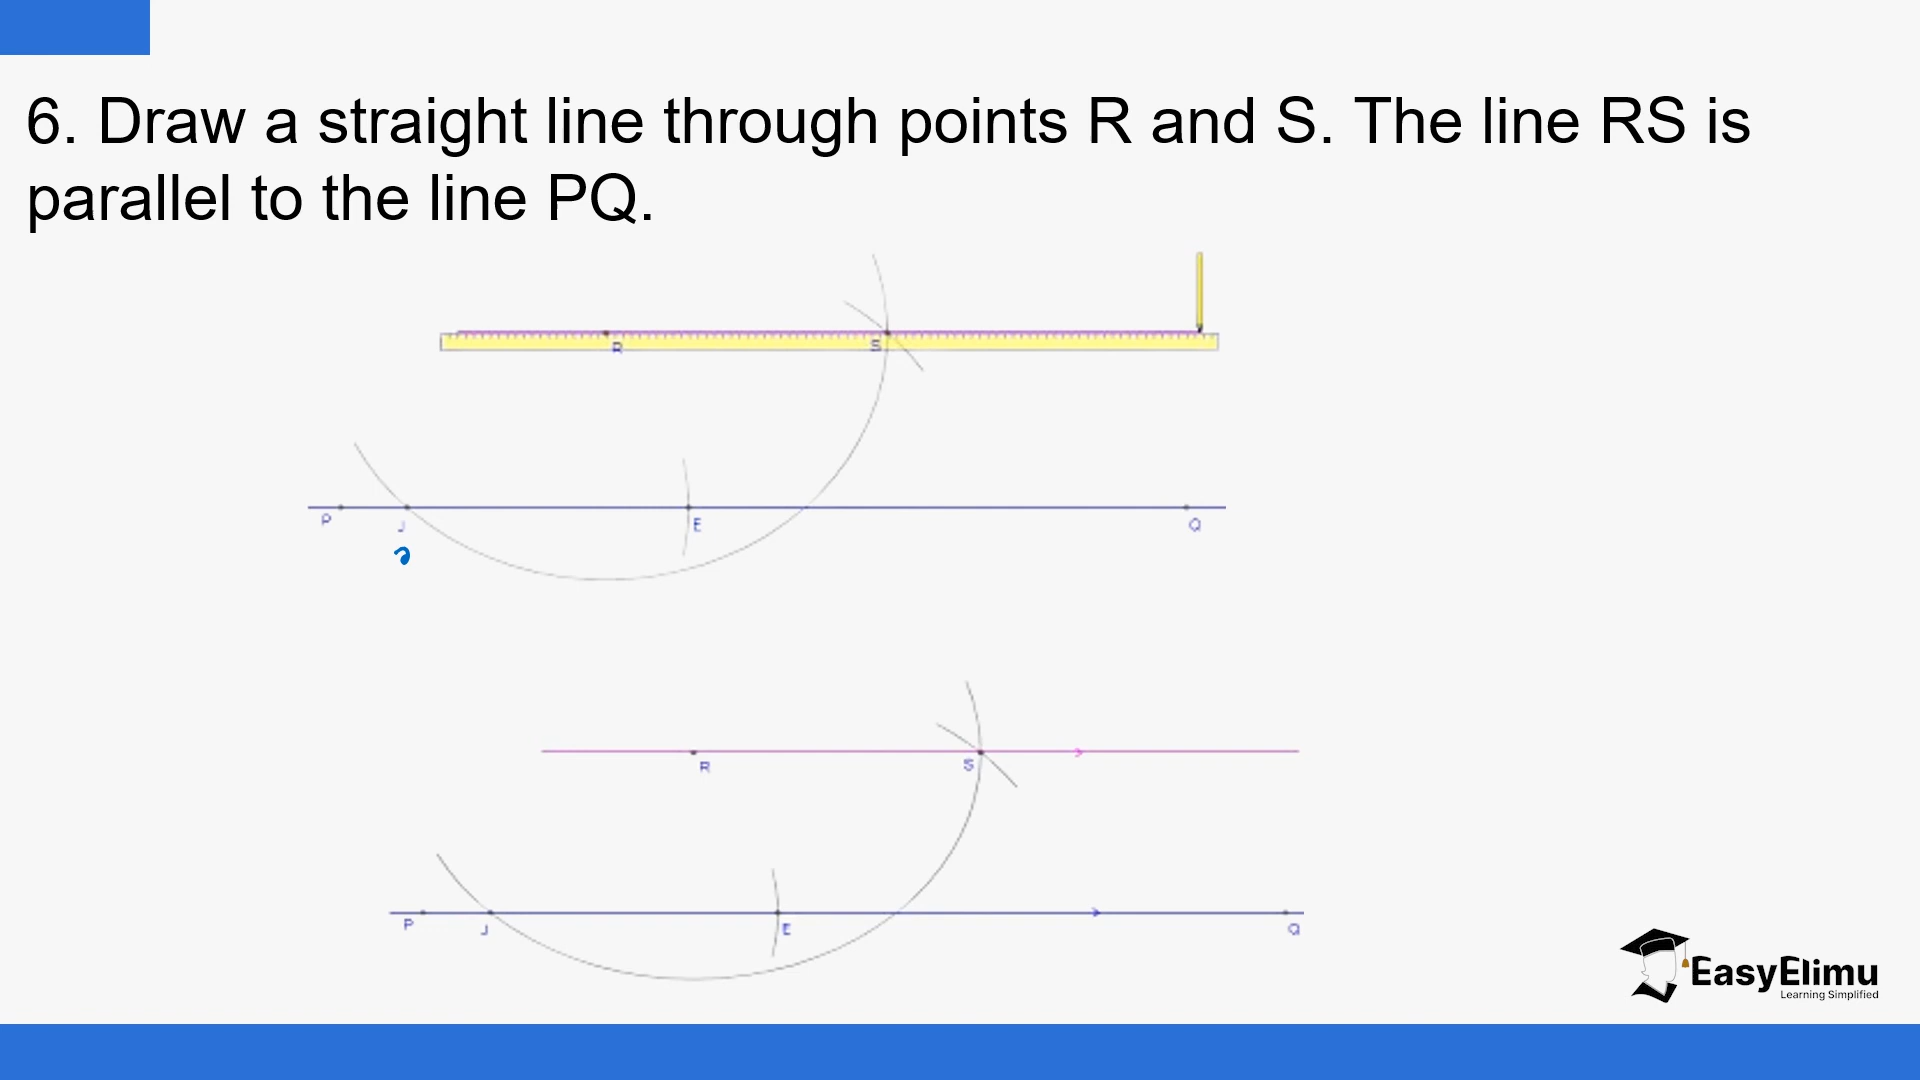 6. Draw a straight line through points R and S. The line RS is
parallel to the line PQ.
R S
P J E Q
R S
P J E Q
EasyElimu
Learning Simplified